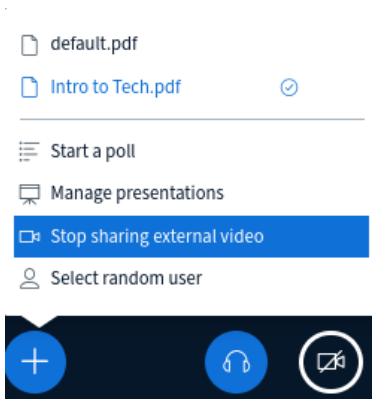 default.pdf
Intro to Tech.pdf
Start a poll
Manage presentations
Stop sharing external video
Select random user